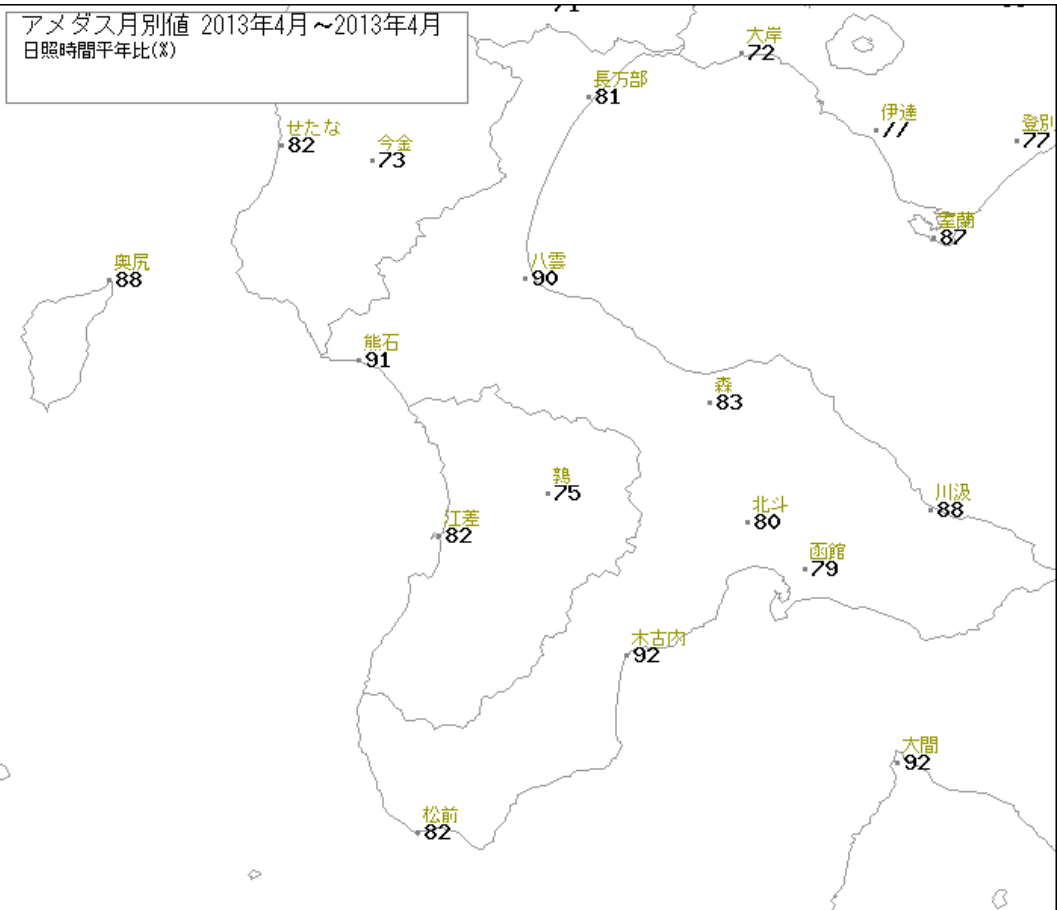 アメダス月別値 2013年4月～2013年4月
日照時間平年比(%)
大岸
72
長万部
81
伊達
77
登別
77
せたな
82
今金
73
室蘭
87
奥尻
88
八雲
90
熊石
91
森
83
鶉
75
川汲
88
北斗
80
江差
82
函館
79
木古内
92
大間
92
松前
82